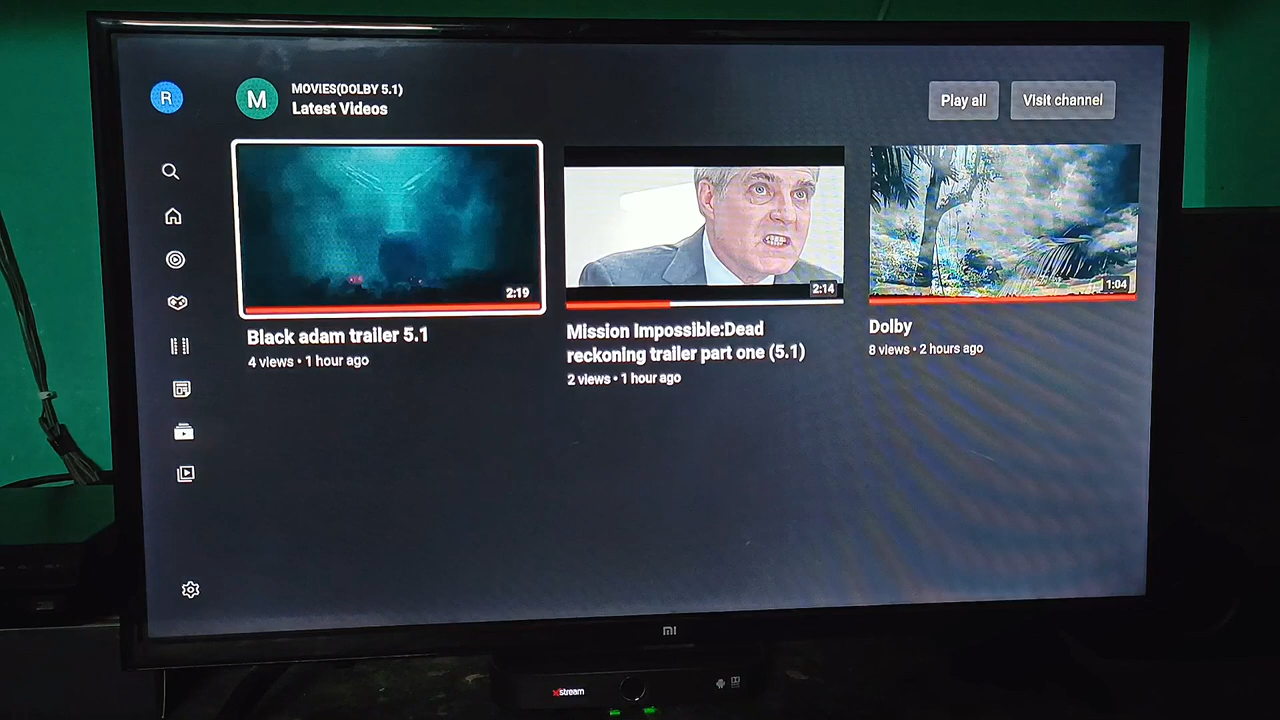 R
M
MOVIES(DOLBY 5.1)
Latest Videos
Play all
Visit channel
2:19
2:14
1:04
Black adam trailer 5.1
4 views • 1 hour ago
Mission Impossible:Dead
reckoning trailer part one (5.1)
2 views • 1 hour ago
Dolby
8 views • 2 hours ago
mi
xstream